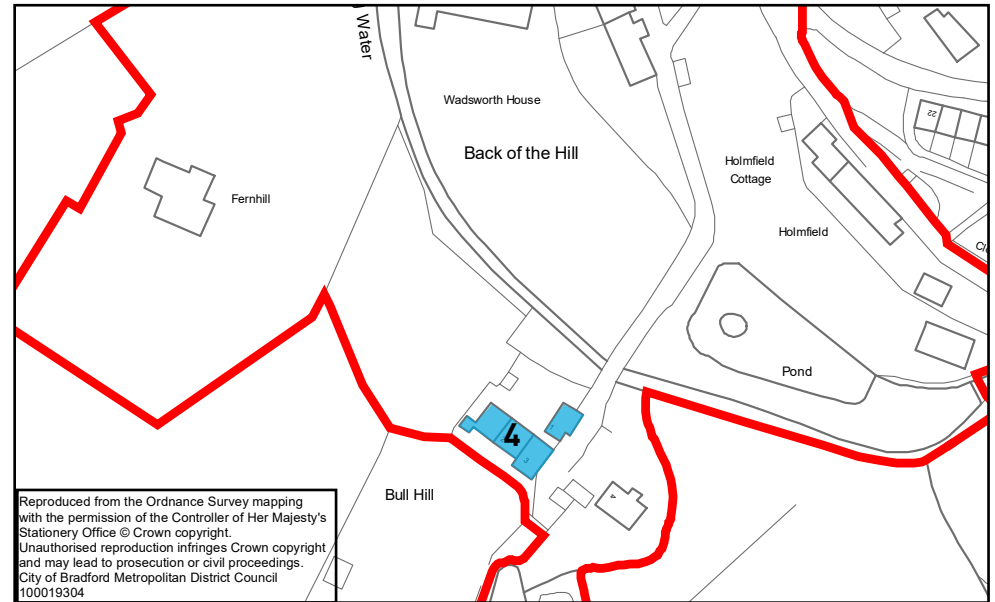 Water
Wadsworth House
Back of the Hill
22
Holmfield
Cottage
Fernhill
Holmfield
Pond
4
1
3
4
Bull Hill
Reproduced from the Ordnance Survey mapping
with the permission of the Controller of Her Majesty's
Stationery Office © Crown copyright.
Unauthorised reproduction infringes Crown copyright
and may lead to prosecution or civil proceedings.
City of Bradford Metropolitan District Council
100019304